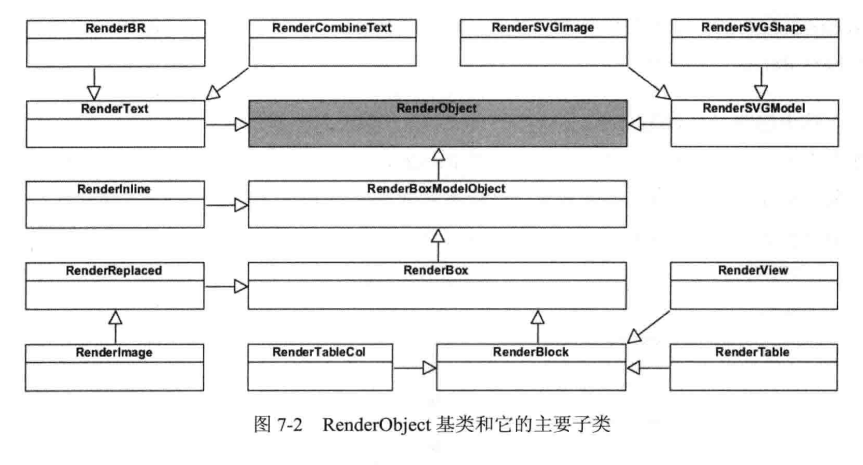 RenderBR
RenderCombineText
RenderSVGImage
RenderSVGShape
RenderText
RenderObject
RenderSVGModel
RenderInline
RenderBoxModelObject
RenderReplaced
RenderBox
RenderView
RenderImage
RenderTableCol
RenderBlock
RenderTable
图 7-2 RenderObject 基类和它的主要子类